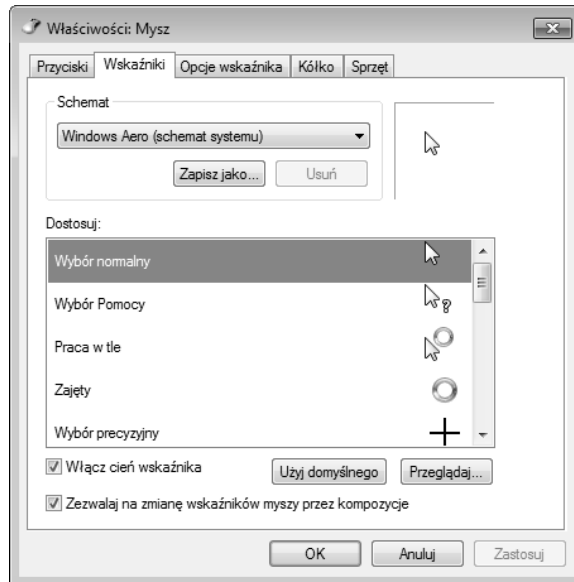 Właściwości: Mysz
Przyciski Wskaźniki Opcje wskaźnika Kółko Sprzęt
Schemat
Windows Aero (schemat systemu)
Zapisz jako... Usuń
Dostosuj:
Wybór normalny
Wybór Pomocy
Praca w tle
Zajęty
Wybór precyzyjny
Włącz cień wskaźnika Użyj domyślnego Przeglądaj...
Zezwalaj na zmianę wskaźników myszy przez kompozycje
OK Anuluj Zastosuj